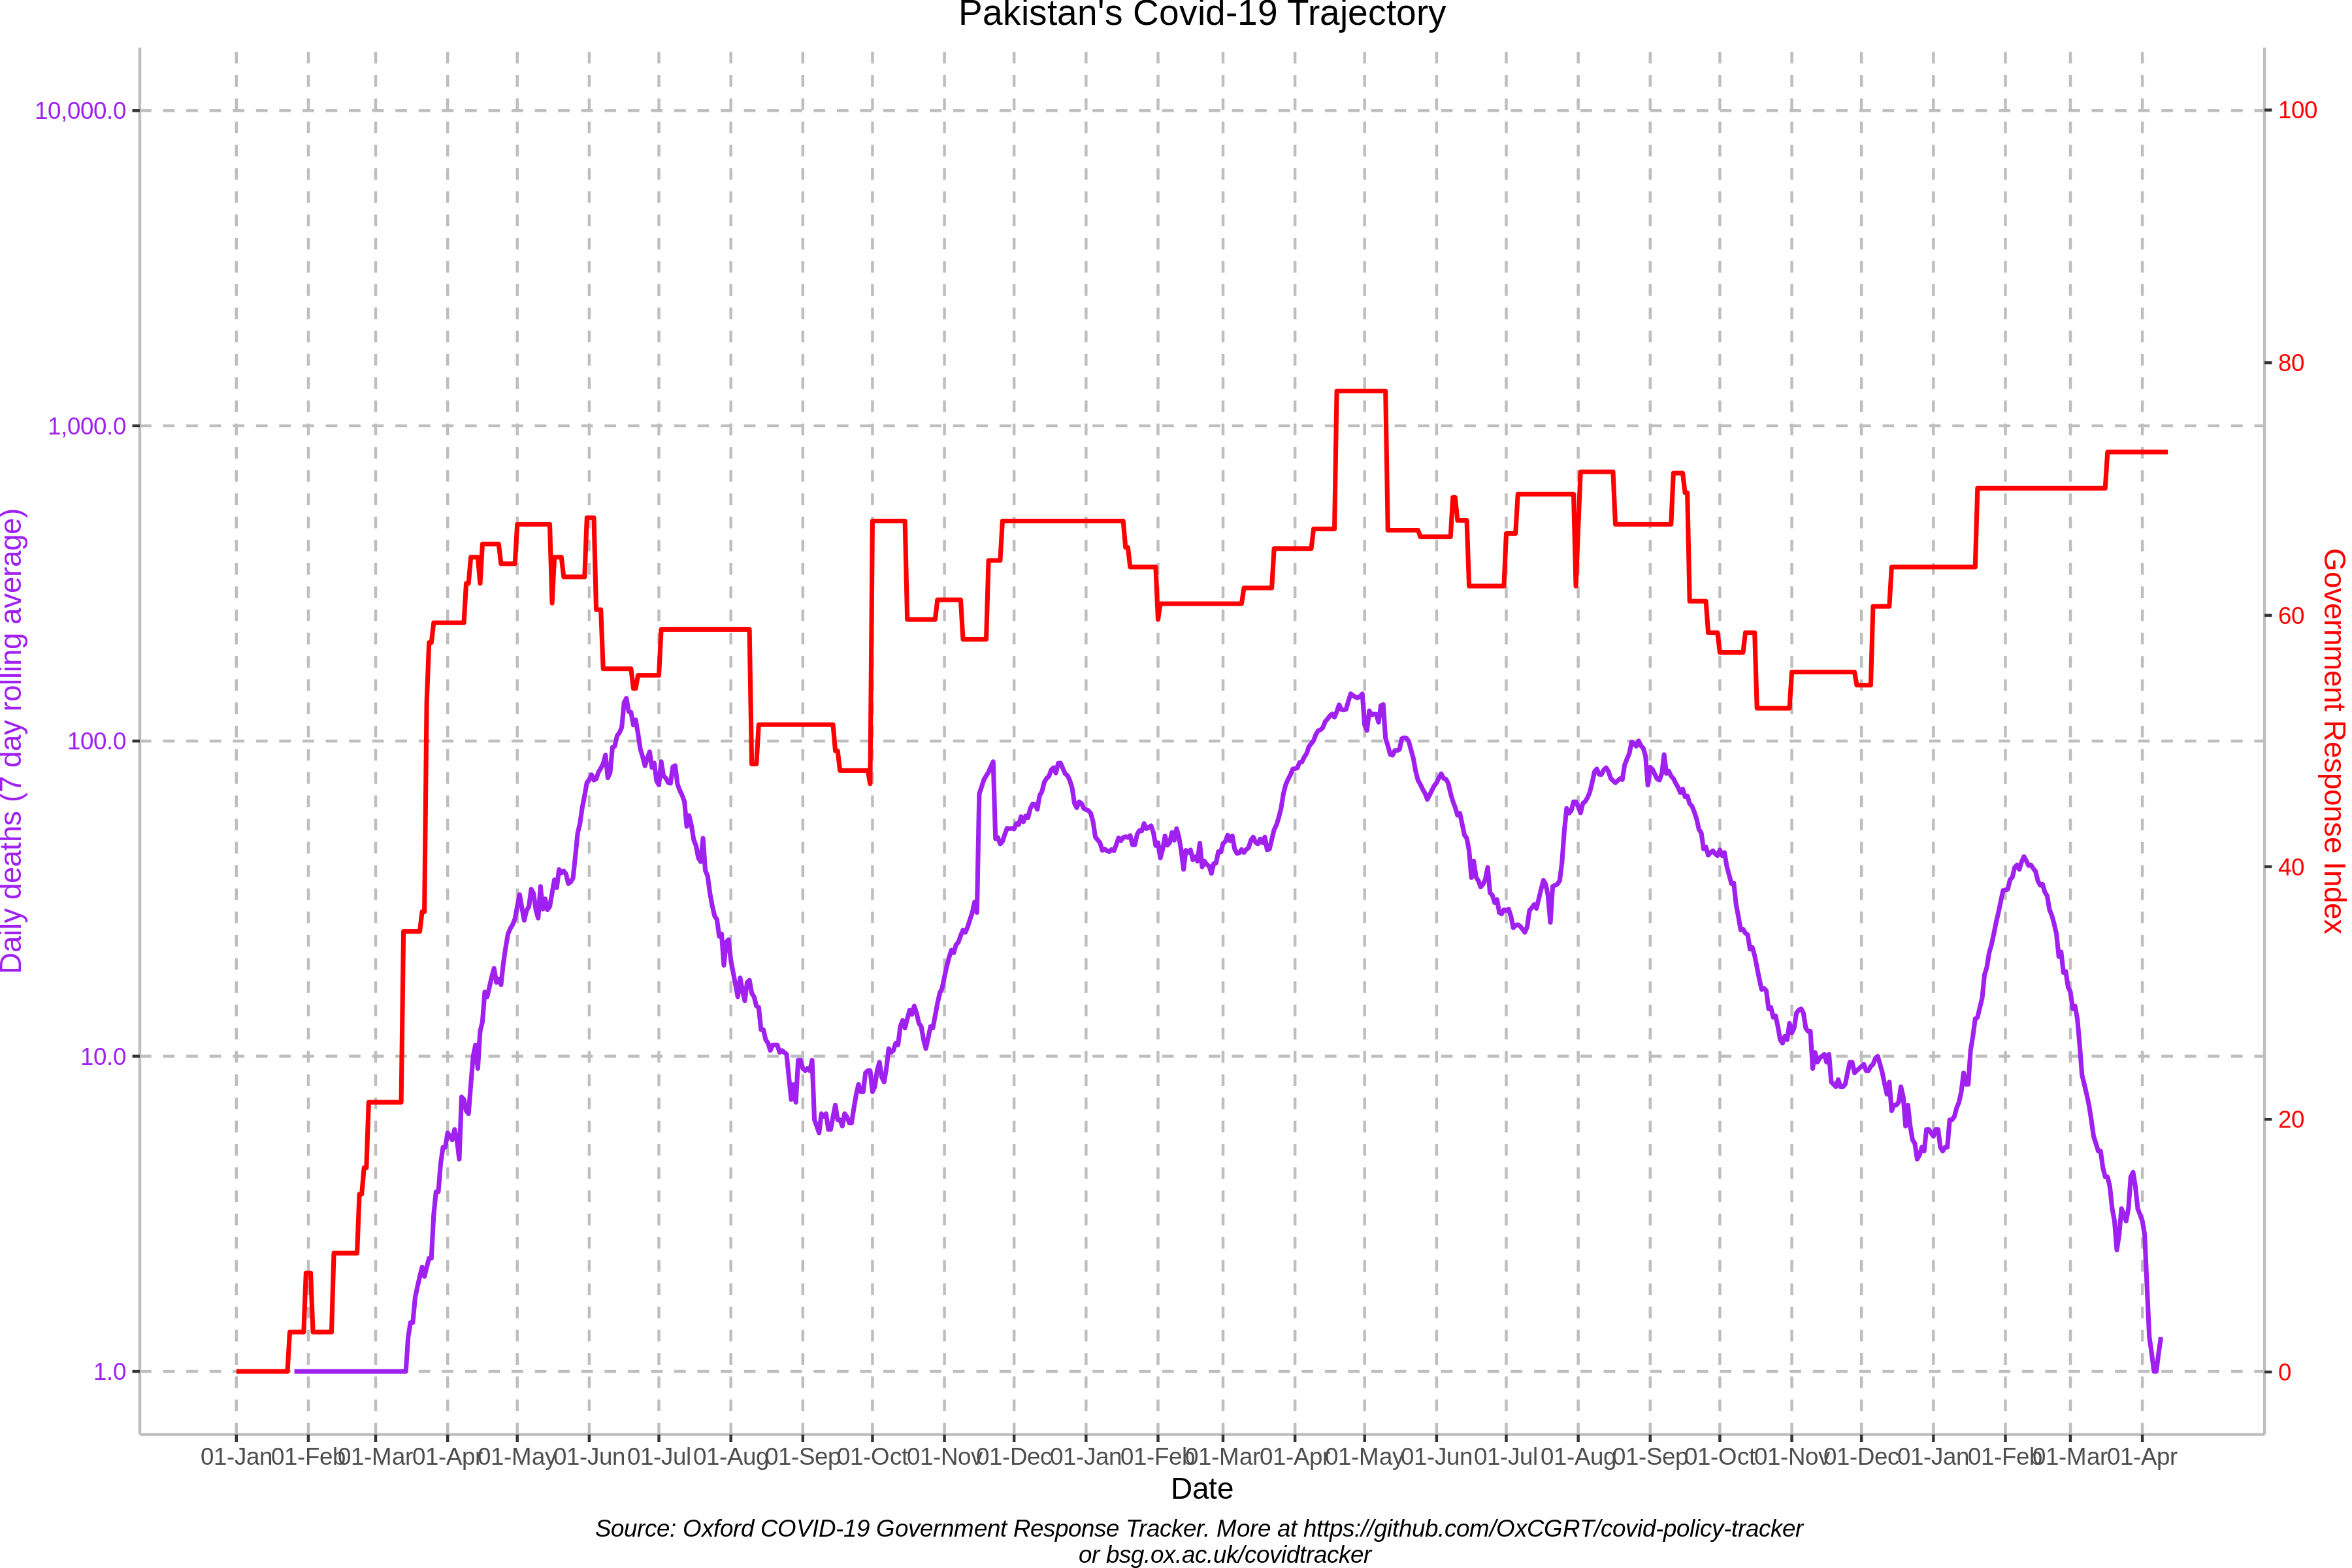 Pakistan's Covid-19 Trajectory
10,000.0
1,000.0
100.0
10.0
1.0
Daily deaths (7 day rolling average)
100
80
60
40
20
0
Government Response Index
01-Jan 01-Feb 01-Mar 01-Apr 01-May 01-Jun 01-Jul 01-Aug 01-Sep 01-Oct 01-Nov 01-Dec 01-Jan 01-Feb 01-Mar 01-Apr 01-May 01-Jun 01-Jul 01-Aug 01-Sep 01-Oct 01-Nov 01-Dec 01-Jan 01-Feb 01-Mar 01-Apr
Date
Source: Oxford COVID-19 Government Response Tracker. More at https://github.com/OxCGRT/covid-policy-tracker
or bsg.ox.ac.uk/covidtracker